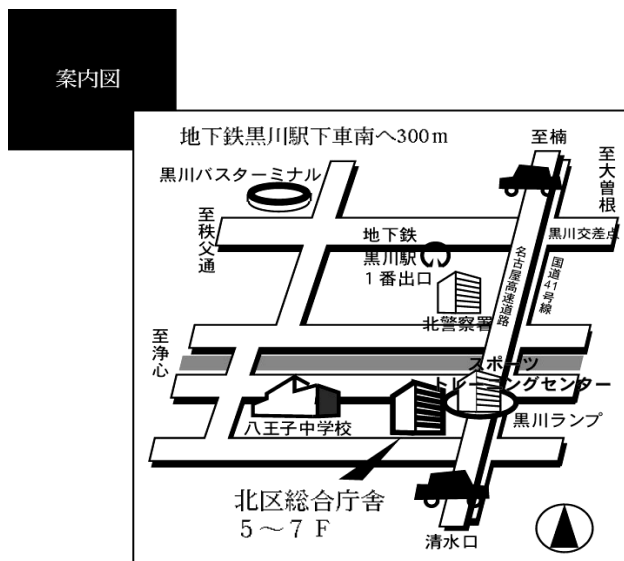 案内図
地下鉄黒川駅下車南へ300m
至楠
至大曽根
黒川バスターミナル
至秩父通
地下鉄
黒川駅
1番出口
黒川交差点
名古屋高速道路
国道41号線
北警察署
至浄心
スポーツ
トレーニングセンター
八王子中学校
黒川ランプ
北区総合庁舎
5～7F
清水口